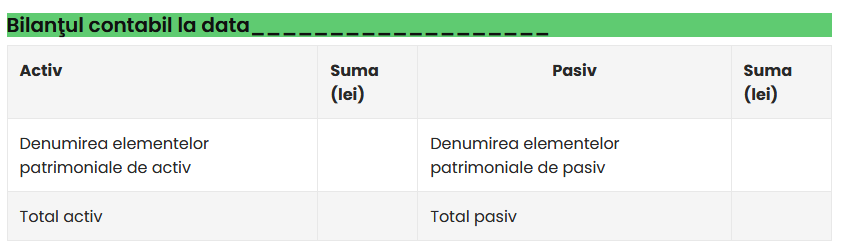 Bilanţul contabil la data___________________
Activ
Suma
(lei)
Pasiv
Suma
(lei)
Denumirea elementelor
patrimoniale de activ
Denumirea elementelor
patrimoniale de pasiv
Total activ
Total pasiv